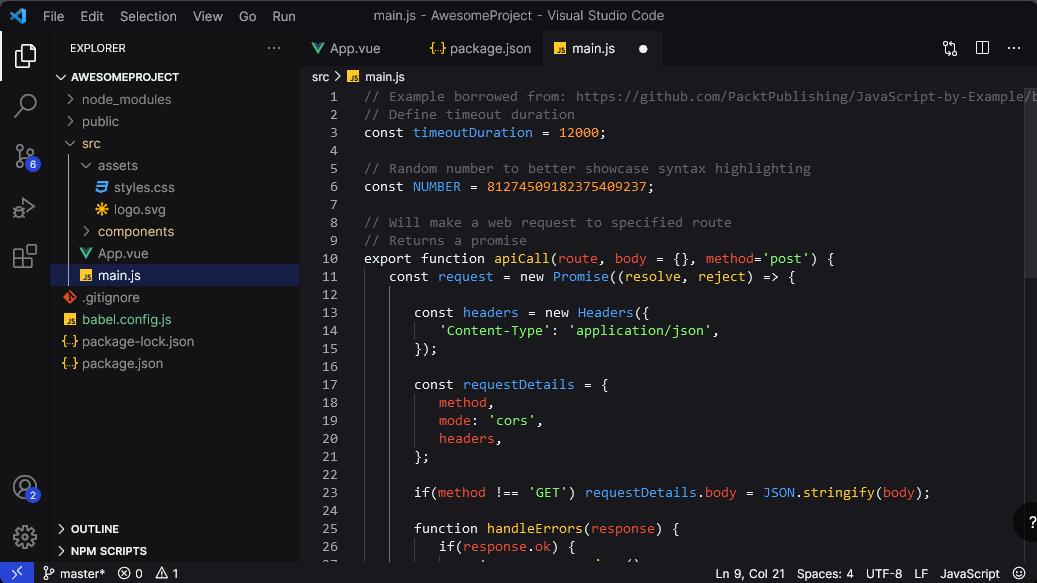 File Edit Selection View Go Run
main.js - AwesomeProject - Visual Studio Code
EXPLORER
AWESOMEPROJECT
node_modules
public
src
assets
styles.css
logo.svg
components
App.vue
main.js
.gitignore
babel.config.js
package-lock.json
package.json
OUTLINE
NPM SCRIPTS
6
2
App.vue {..} package.json JS main.js
src > JS main.js
1 // Example borrowed from: https://github.com/PacktPublishing/JavaScript-by-Example/b
2 // Define timeout duration
3 const timeoutDuration = 12000;
4
5 // Random number to better showcase syntax highlighting
6 const NUMBER = 81274509182375409237;
7
8 // Will make a web request to specified route
9 // Returns a promise
10 export function apiCall(route, body = {}, method='post') {
11 const request = new Promise((resolve, reject) => {
12
13 const headers = new Headers({
14 'Content-Type': 'application/json',
15 });
16
17 const requestDetails = {
18 method,
19 mode: 'cors',
20 headers,
21 };
22
23 if(method !== 'GET') requestDetails.body = JSON.stringify(body);
24
25 function handleErrors(response) {
26 if(response.ok) {
?
master* 0 1 Ln 9, Col 21 Spaces: 4 UTF-8 LF JavaScript